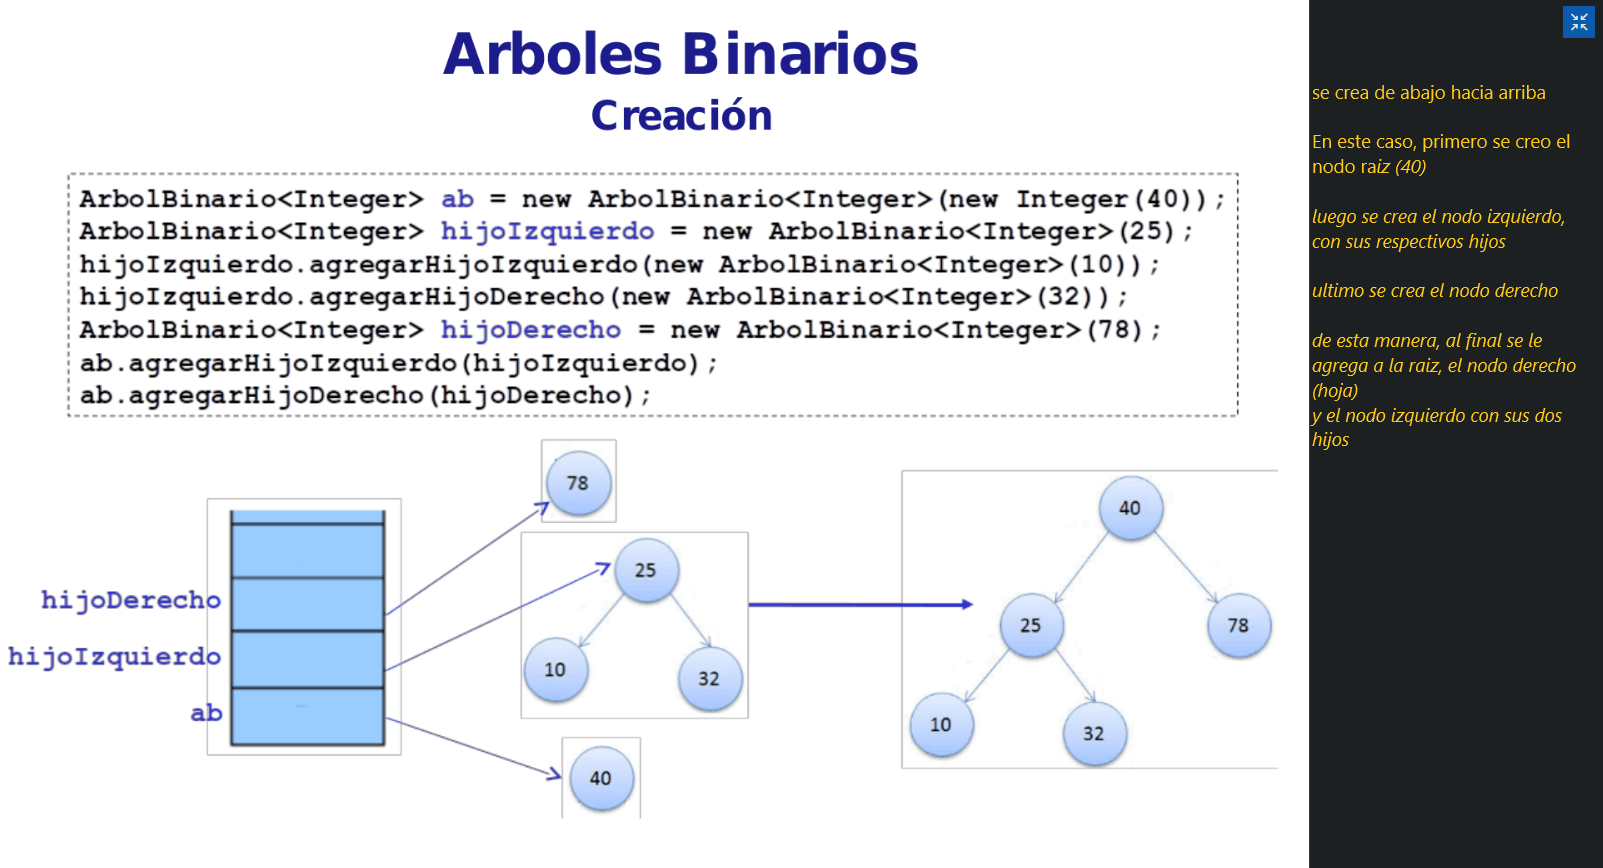 Arboles Binarios
Creación
ArbolBinario<Integer> ab = new ArbolBinario<Integer>(new Integer(40));
ArbolBinario<Integer> hijoIzquierdo = new ArbolBinario<Integer>(25);
hijoIzquierdo.agregarHijoIzquierdo(new ArbolBinario<Integer>(10));
hijoIzquierdo.agregarHijoDerecho(new ArbolBinario<Integer>(32));
ArbolBinario<Integer> hijoDerecho = new ArbolBinario<Integer>(78);
ab.agregarHijoIzquierdo(hijoIzquierdo);
ab.agregarHijoDerecho(hijoDerecho);
hijoDerecho
hijoIzquierdo
ab
78
25
10
32
40
40
25
78
10
32
se crea de abajo hacia arriba
En este caso, primero se creo el
nodo raiz (40)
luego se crea el nodo izquierdo,
con sus respectivos hijos
ultimo se crea el nodo derecho
de esta manera, al final se le
agrega a la raiz, el nodo derecho
(hoja)
y el nodo izquierdo con sus dos
hijos